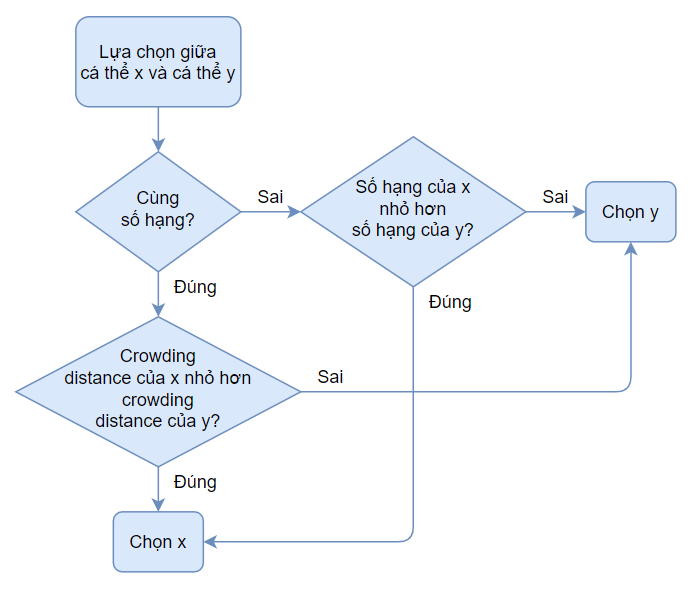 Lựa chọn giữa
cá thể x và cá thể y
Cùng
số hạng?
Sai
Số hạng của x
nhỏ hơn
số hạng của y?
Sai
Chọn y
Đúng
Đúng
Crowding
distance của x nhỏ hơn
crowding
distance của y?
Sai
Đúng
Chọn x